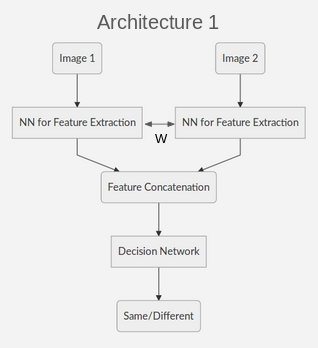 Architecture 1
Image 1
Image 2
NN for Feature Extraction
NN for Feature Extraction
W
Feature Concatenation
Decision Network
Same/Different